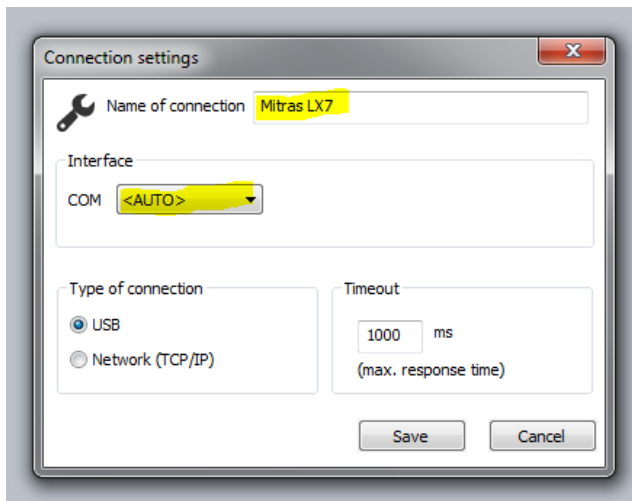 Connection settings
Name of connection Mitras LX7
Interface
COM <AUTO>
Type of connection
USB
Network (TCP/IP)
Timeout
1000 ms
(max. response time)
Save Cancel